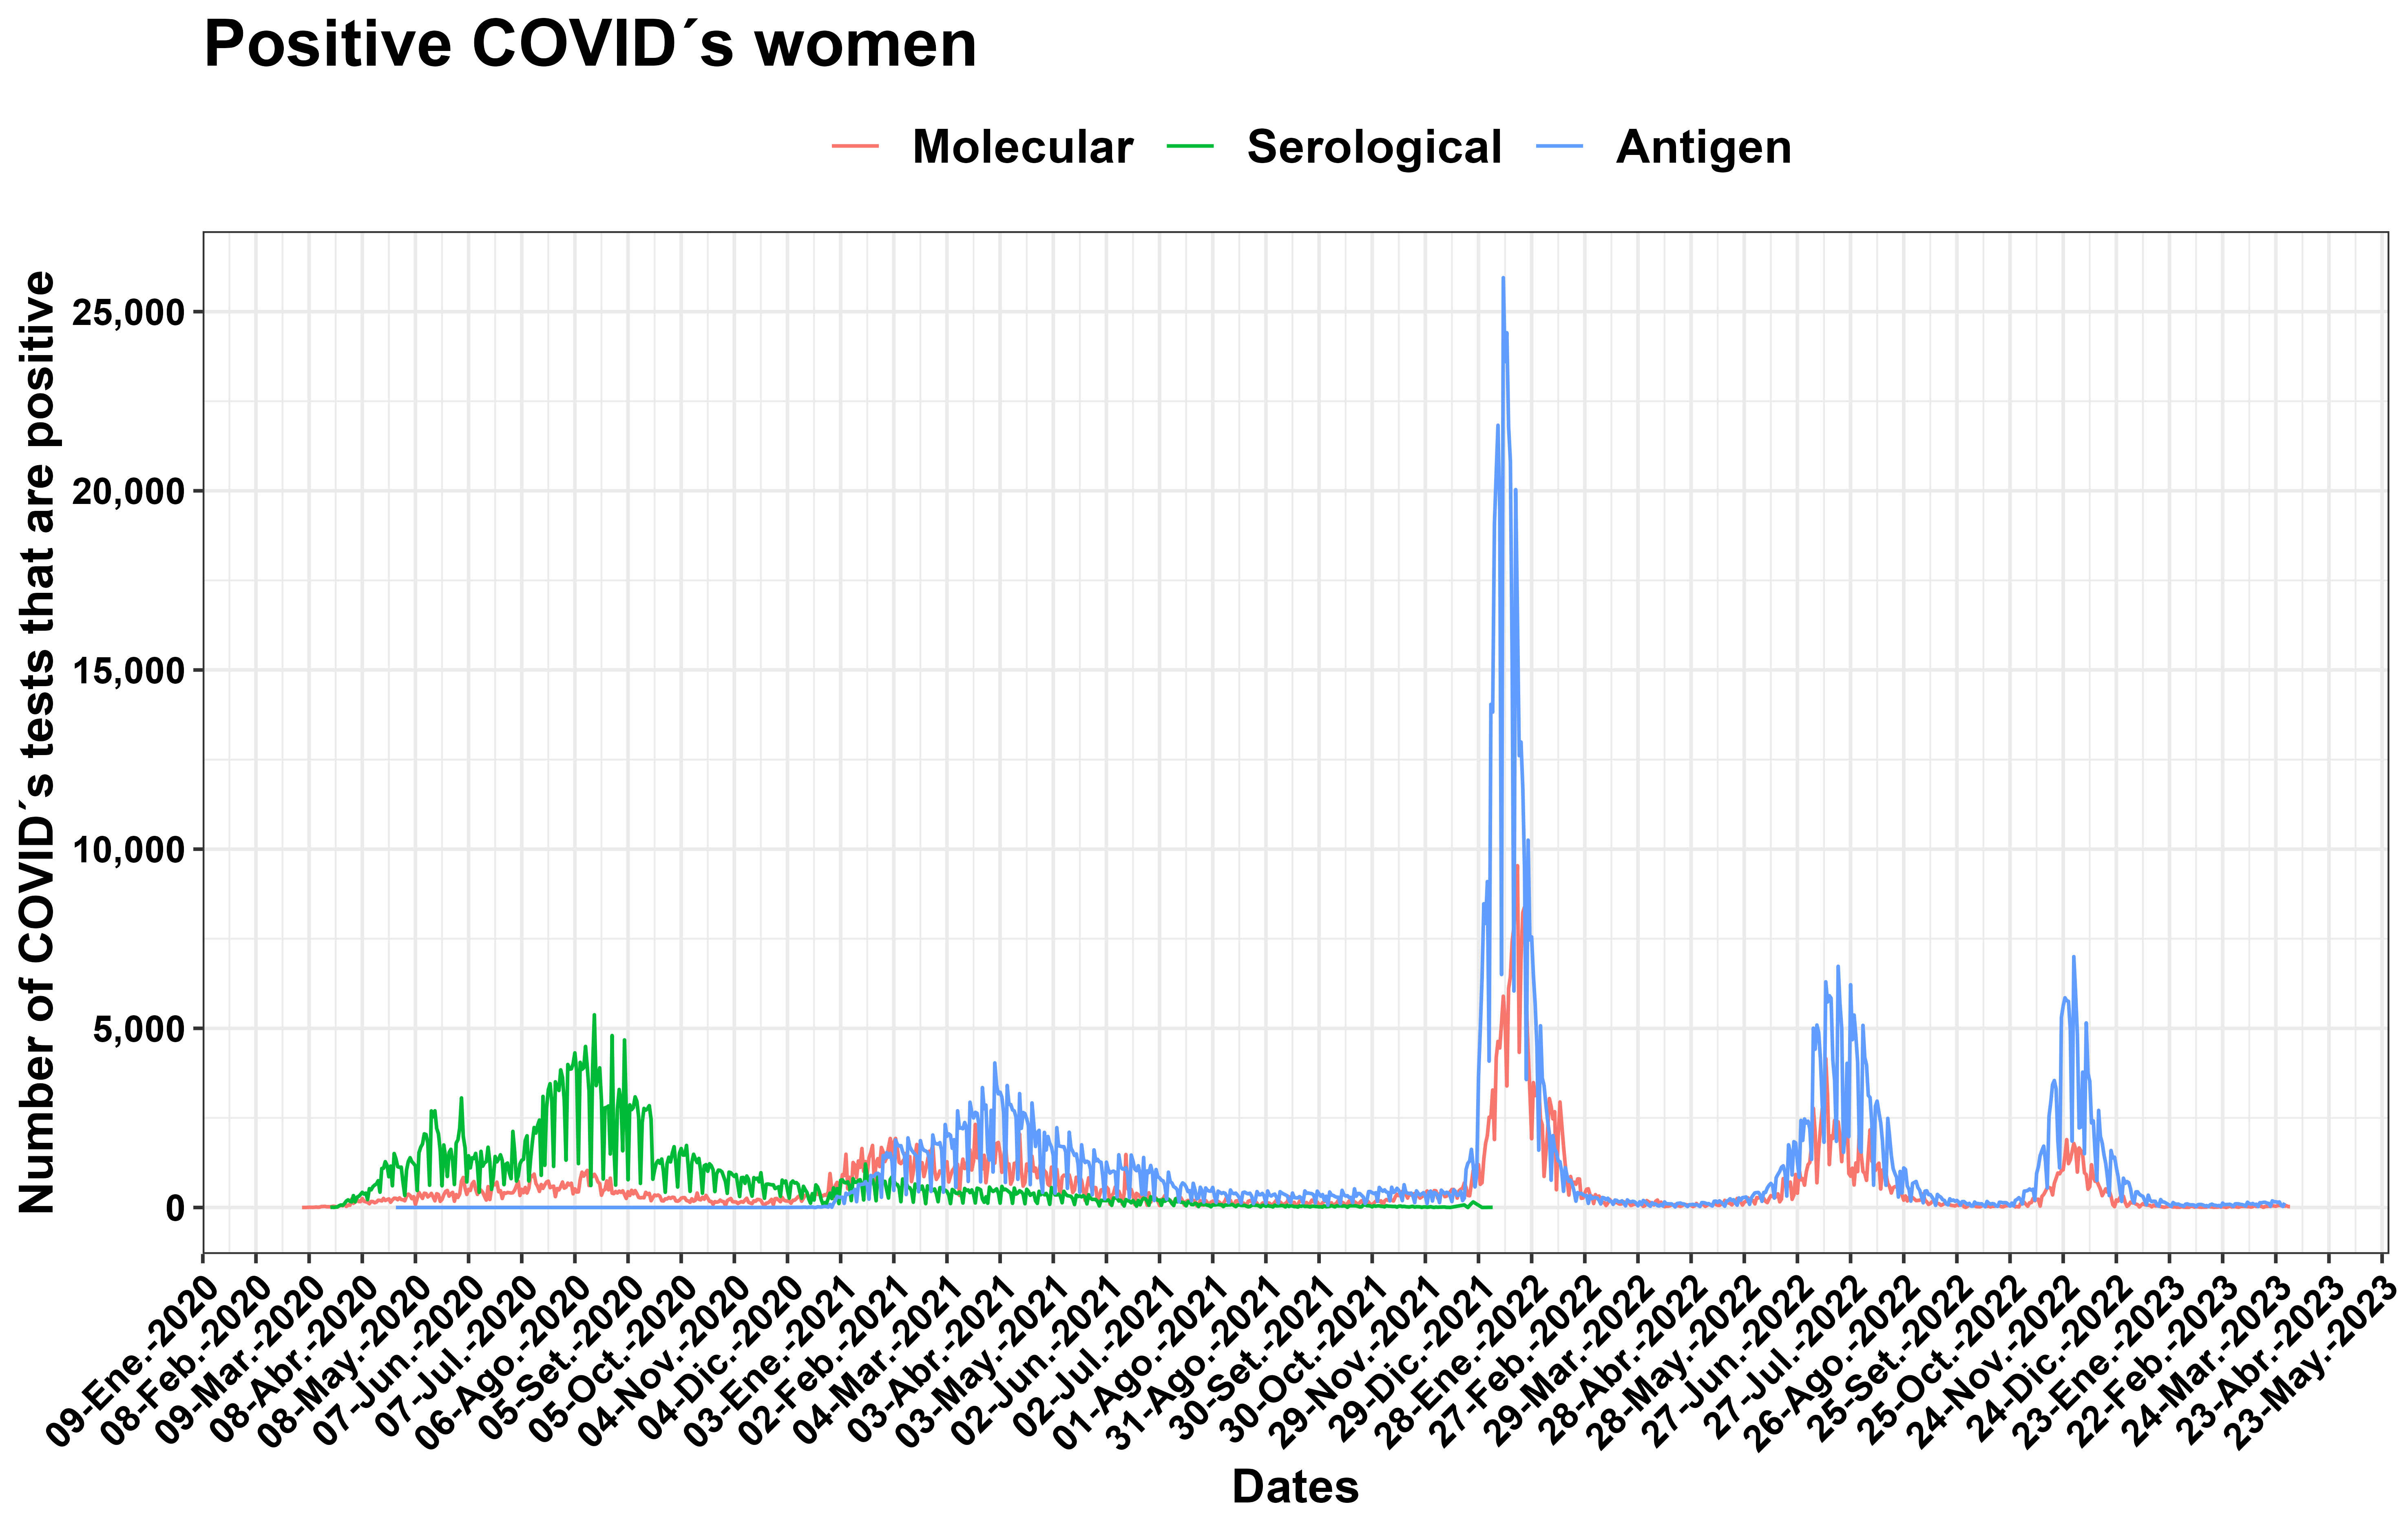 Positive COVID´s women
Molecular
Serological
Antigen
Number of COVID´s tests that are positive
25,000
20,000
15,000
10,000
5,000
0
09-Ene.-2020
08-Feb.-2020
09-Mar.-2020
08-Abr.-2020
08-May.-2020
07-Jun.-2020
07-Jul.-2020
06-Ago.-2020
05-Set.-2020
05-Oct.-2020
04-Nov.-2020
04-Dic.-2020
03-Ene.-2021
02-Feb.-2021
04-Mar.-2021
03-Abr.-2021
03-May.-2021
02-Jun.-2021
02-Jul.-2021
01-Ago.-2021
31-Ago.-2021
30-Set.-2021
30-Oct.-2021
29-Nov.-2021
29-Dic.-2021
28-Ene.-2022
27-Feb.-2022
29-Mar.-2022
28-Abr.-2022
28-May.-2022
27-Jun.-2022
27-Jul.-2022
26-Ago.-2022
25-Set.-2022
25-Oct.-2022
24-Nov.-2022
24-Dic.-2022
23-Ene.-2023
22-Feb.-2023
24-Mar.-2023
23-Abr.-2023
23-May.-2023
Dates